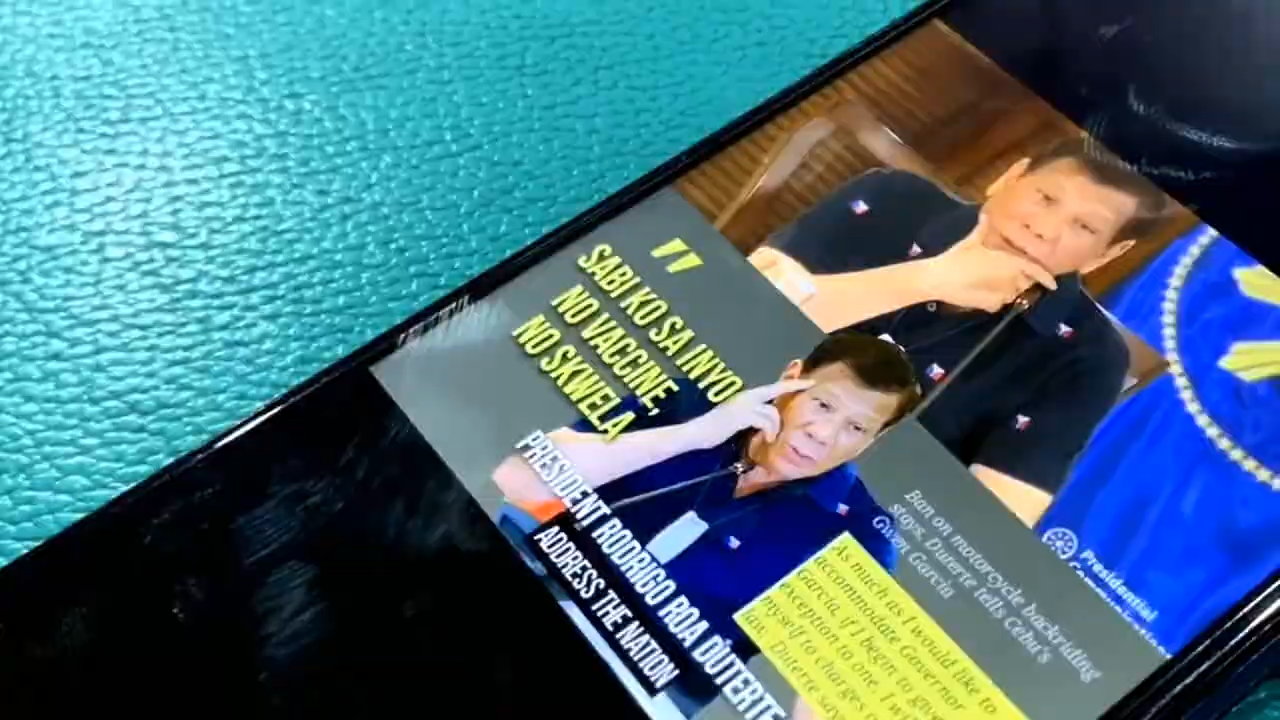 "
SABI KO SA INYO
NO VACCINE,
NO SKWELA
PRESIDENT RODRIGO ROA DUTERTE
ADDRESS THE NATION
Ban on motorcycle backriding
stays, Duterte tells Cebu's
Gwen Garcia
As much as I would like to
accommodate Governor
Garcia, if I begin to give
exception to one, I
myself to charges
law, Duterte
Presidential